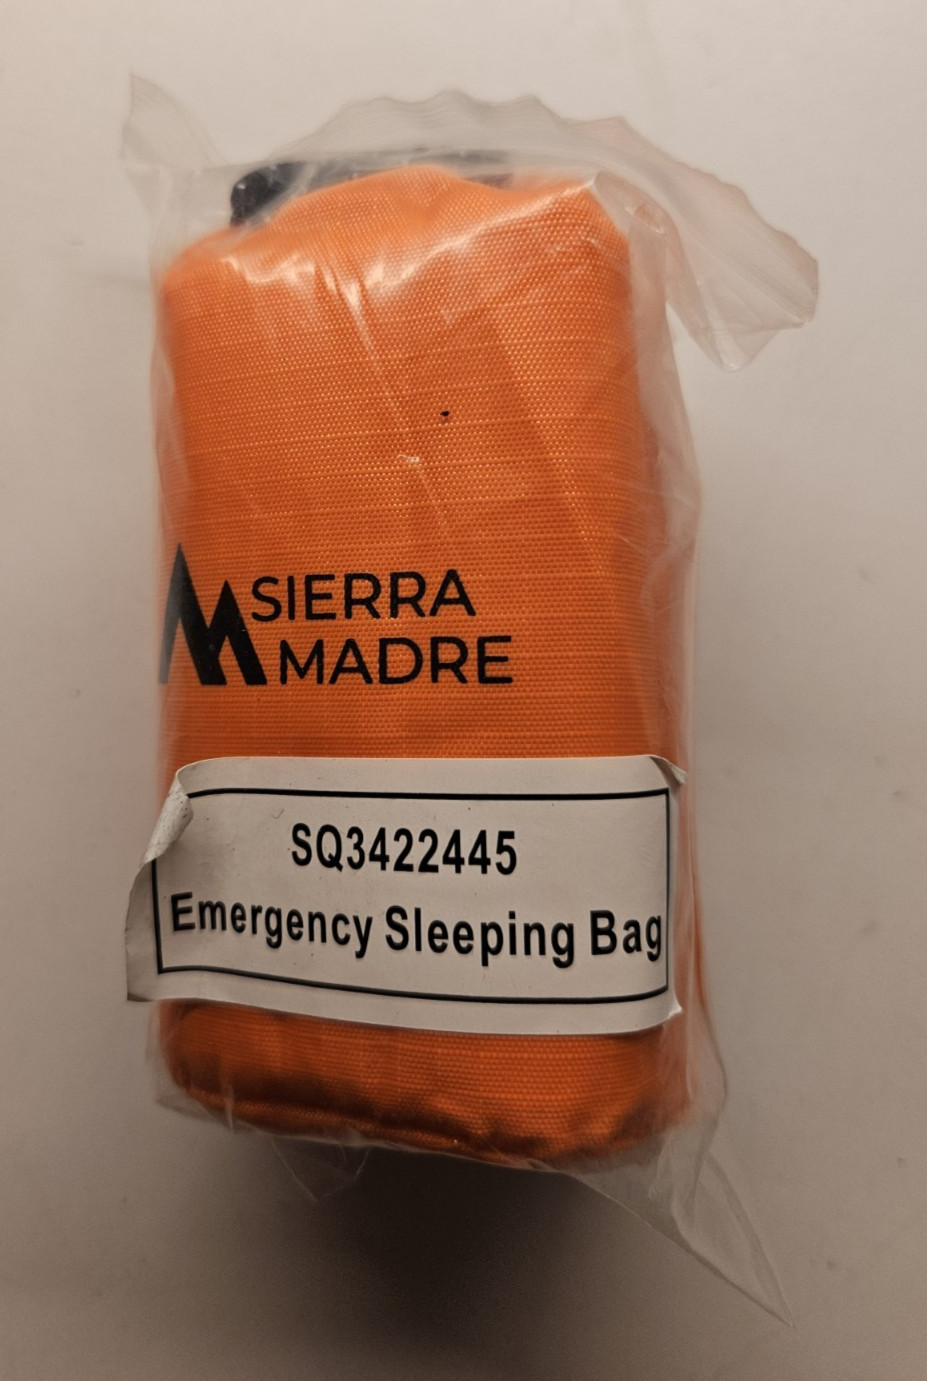 SIERRA
MADRE
SQ3422445
Emergency Sleeping Bag